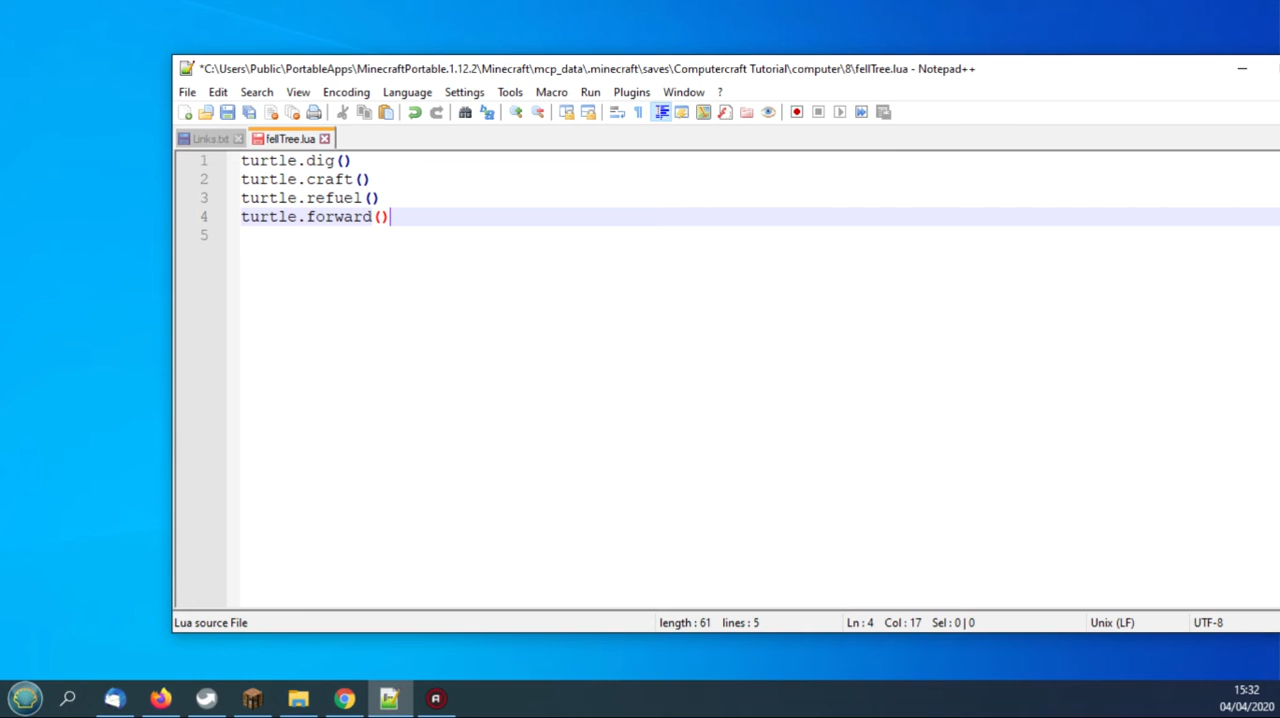 *C:\Users\Public\PortableApps\MinecraftPortable.1.12.2\Minecraft\mcp_data\.minecraft\saves\Computercraft Tutorial\computer\8\fellTree.lua - Notepad++
File Edit Search View Encoding Language Settings Tools Macro Run Plugins Window ?
Links.txt fellTree.lua
1 turtle.dig()
2 turtle.craft()
3 turtle.refuel()
4 turtle.forward()
5
Lua source File length : 61 lines : 5 Ln : 4 Col : 17 Sel : 0 | 0 Unix (LF) UTF-8
15:32
04/04/2020